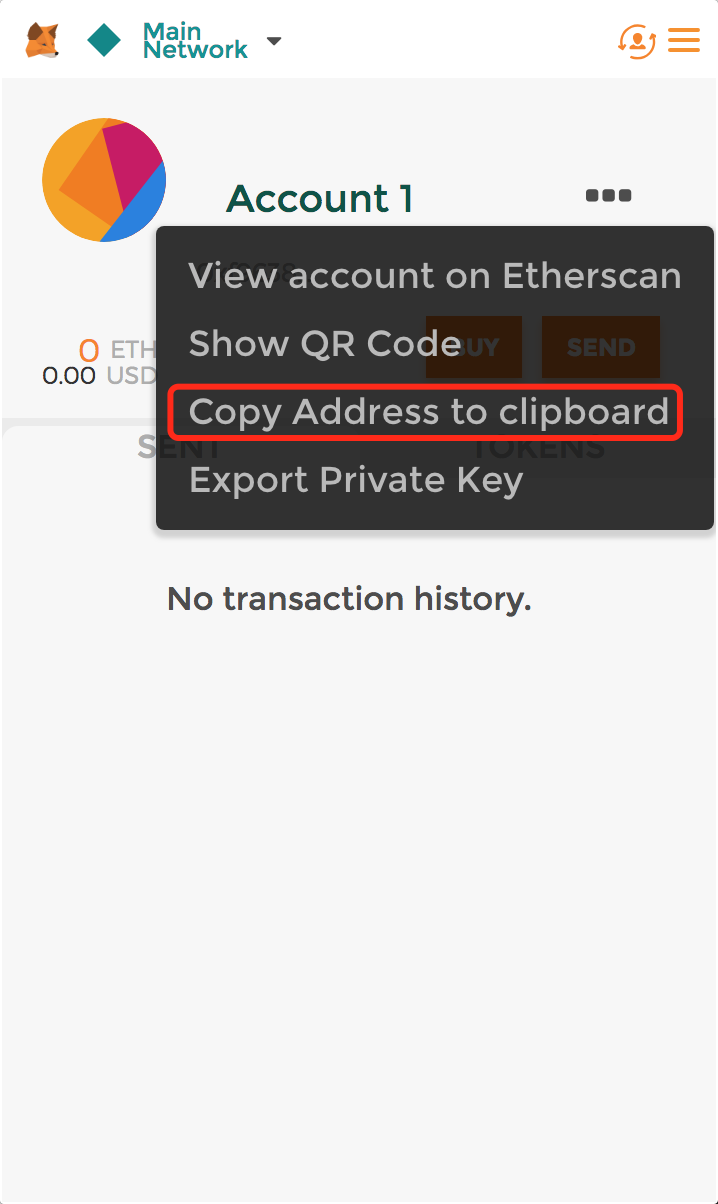 Main
Network
Account 1
View account on Etherscan
0 ETH
Show QR Code
BUY
SEND
0.00 USD
Copy Address to clipboard
SENT
TOKENS
Export Private Key
No transaction history.